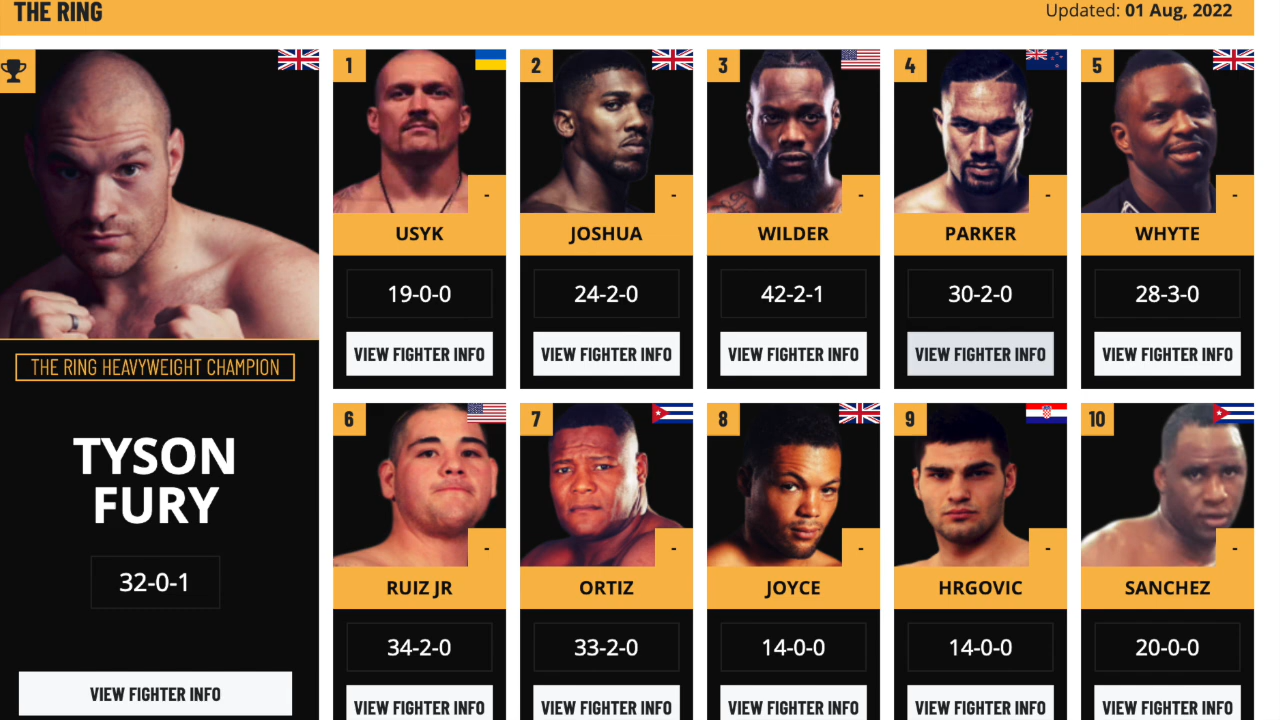 THE RING
Updated: 01 Aug, 2022
THE RING HEAVYWEIGHT CHAMPION
TYSON
FURY
32-0-1
VIEW FIGHTER INFO
1
-
USYK
19-0-0
VIEW FIGHTER INFO
2
-
JOSHUA
24-2-0
VIEW FIGHTER INFO
3
-
WILDER
42-2-1
VIEW FIGHTER INFO
4
-
PARKER
30-2-0
VIEW FIGHTER INFO
5
-
WHYTE
28-3-0
VIEW FIGHTER INFO
6
-
RUIZ JR
34-2-0
VIEW FIGHTER INFO
7
-
ORTIZ
33-2-0
VIEW FIGHTER INFO
8
-
JOYCE
14-0-0
VIEW FIGHTER INFO
9
-
HRGOVIC
14-0-0
VIEW FIGHTER INFO
10
-
SANCHEZ
20-0-0
VIEW FIGHTER INFO